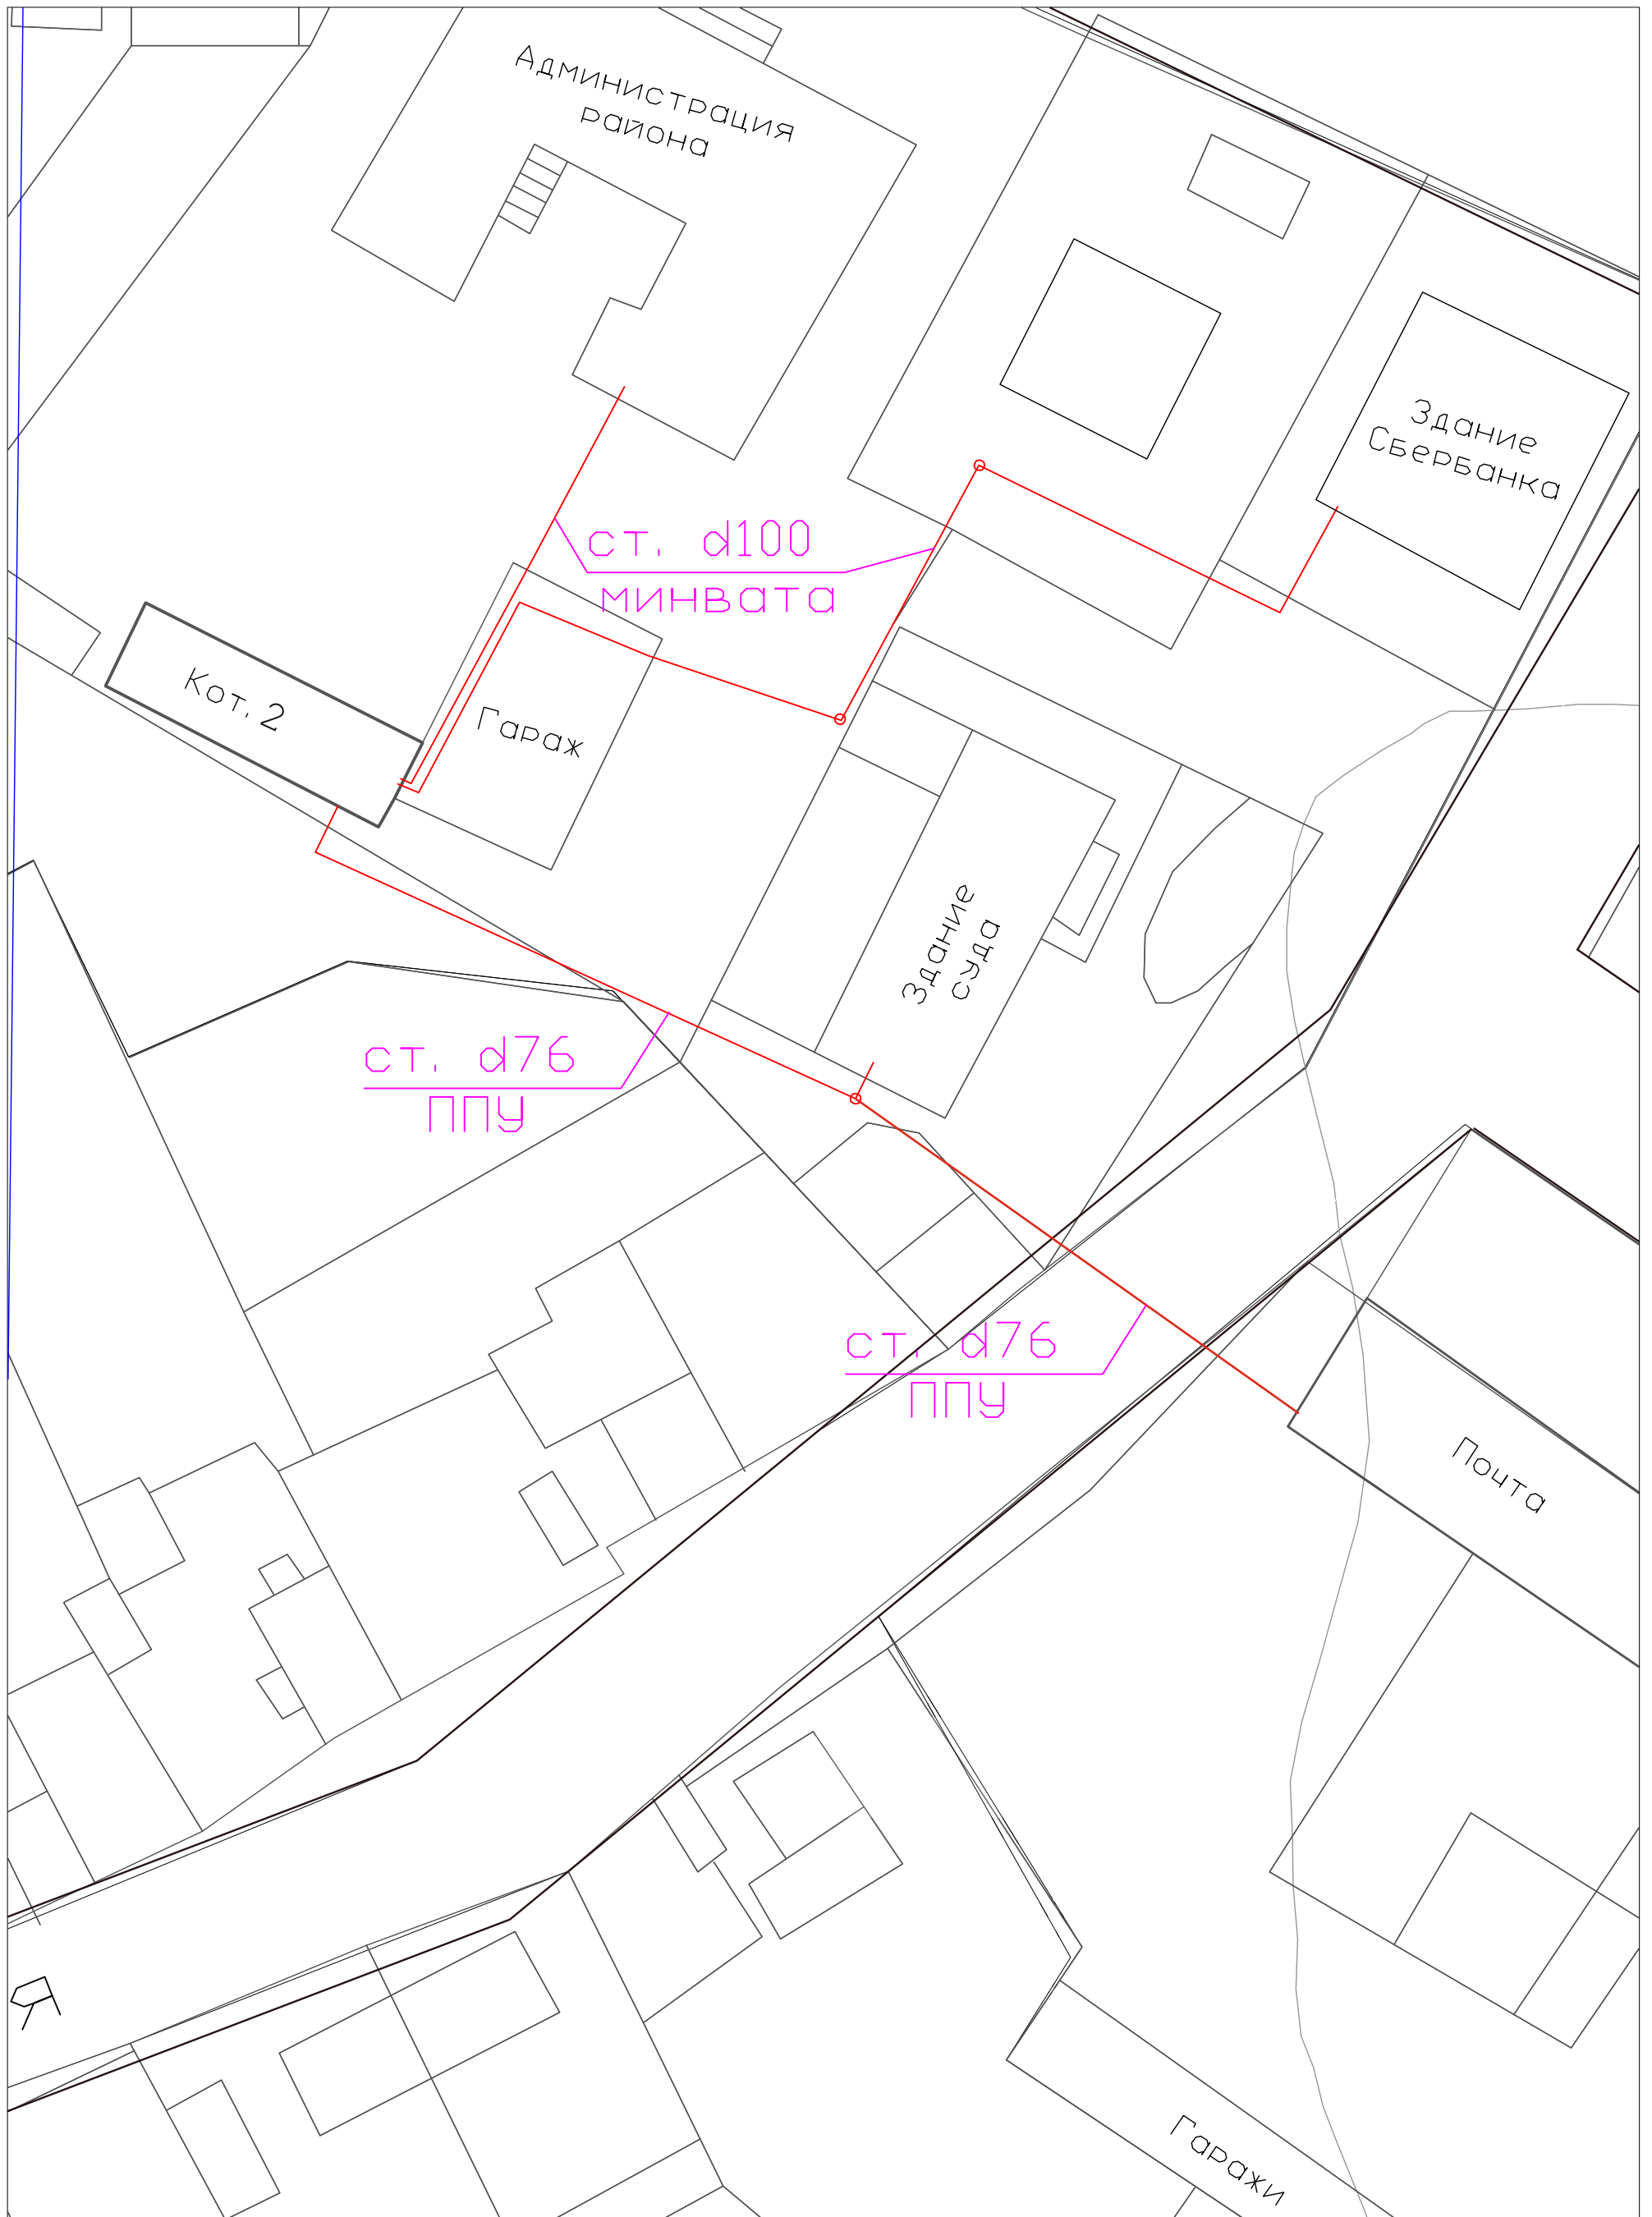 Администрация
района
Здание
Сбербанка
ст. d100
минвата
Кот. 2
Гараж
Здание
суда
ст. d76
ППУ
ст. d76
ППУ
Почта
Я
Гаражи